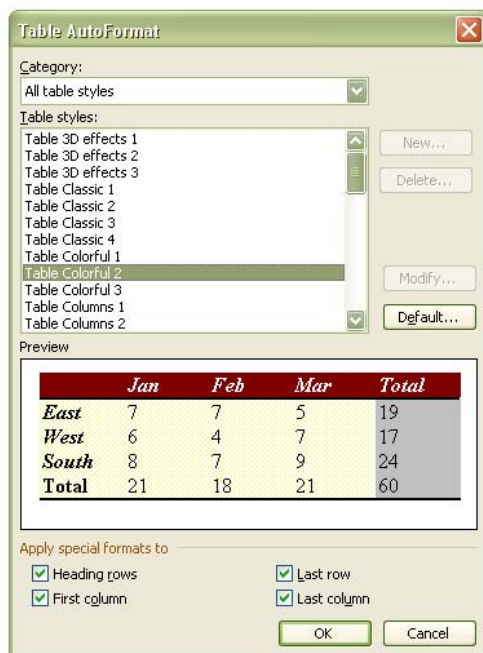 Table AutoFormat
Category:
All table styles
Table styles:
Table 3D effects 1
Table 3D effects 2
Table 3D effects 3
Table Classic 1
Table Classic 2
Table Classic 3
Table Classic 4
Table Colorful 1
Table Colorful 2
Table Colorful 3
Table Columns 1
Table Columns 2
New...
Delete...
Modify...
Default...
Preview
Jan Feb Mar Total
East 7 7 5 19
West 6 4 7 17
South 8 7 9 24
Total 21 18 21 60
Apply special formats to
Heading rows Last row
First column Last column
OK Cancel